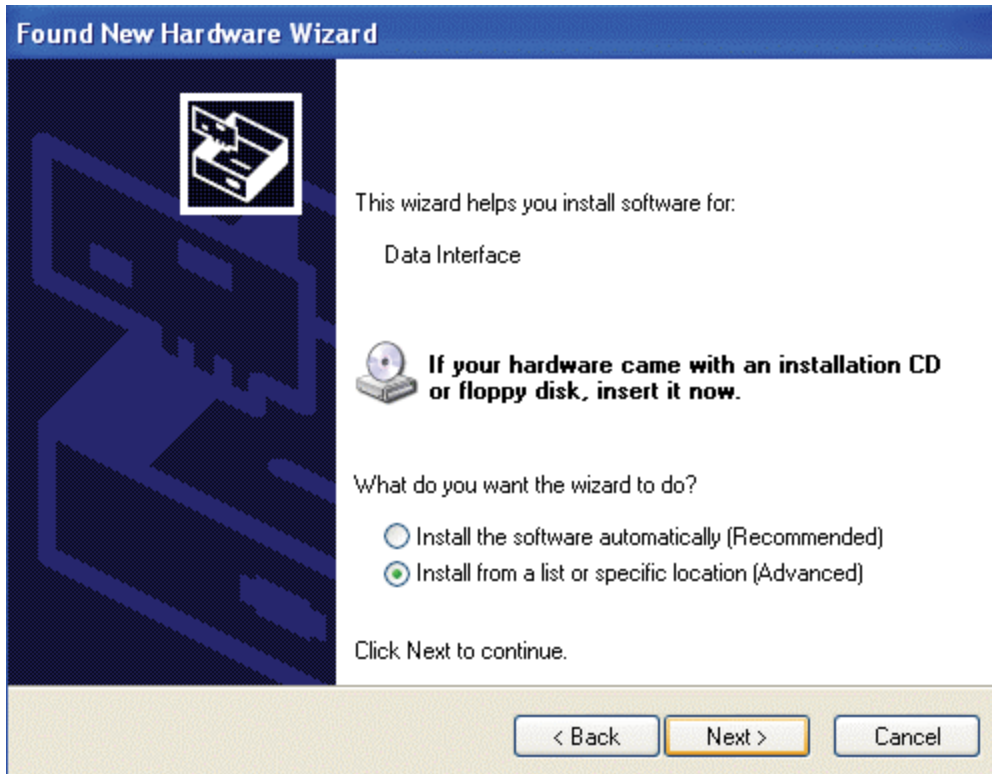 Found New Hardware Wizard
This wizard helps you install software for:
Data Interface
If your hardware came with an installation CD
or floppy disk, insert it now.
What do you want the wizard to do?
Install the software automatically (Recommended)
Install from a list or specific location (Advanced)
Click Next to continue.
< Back
Next >
Cancel